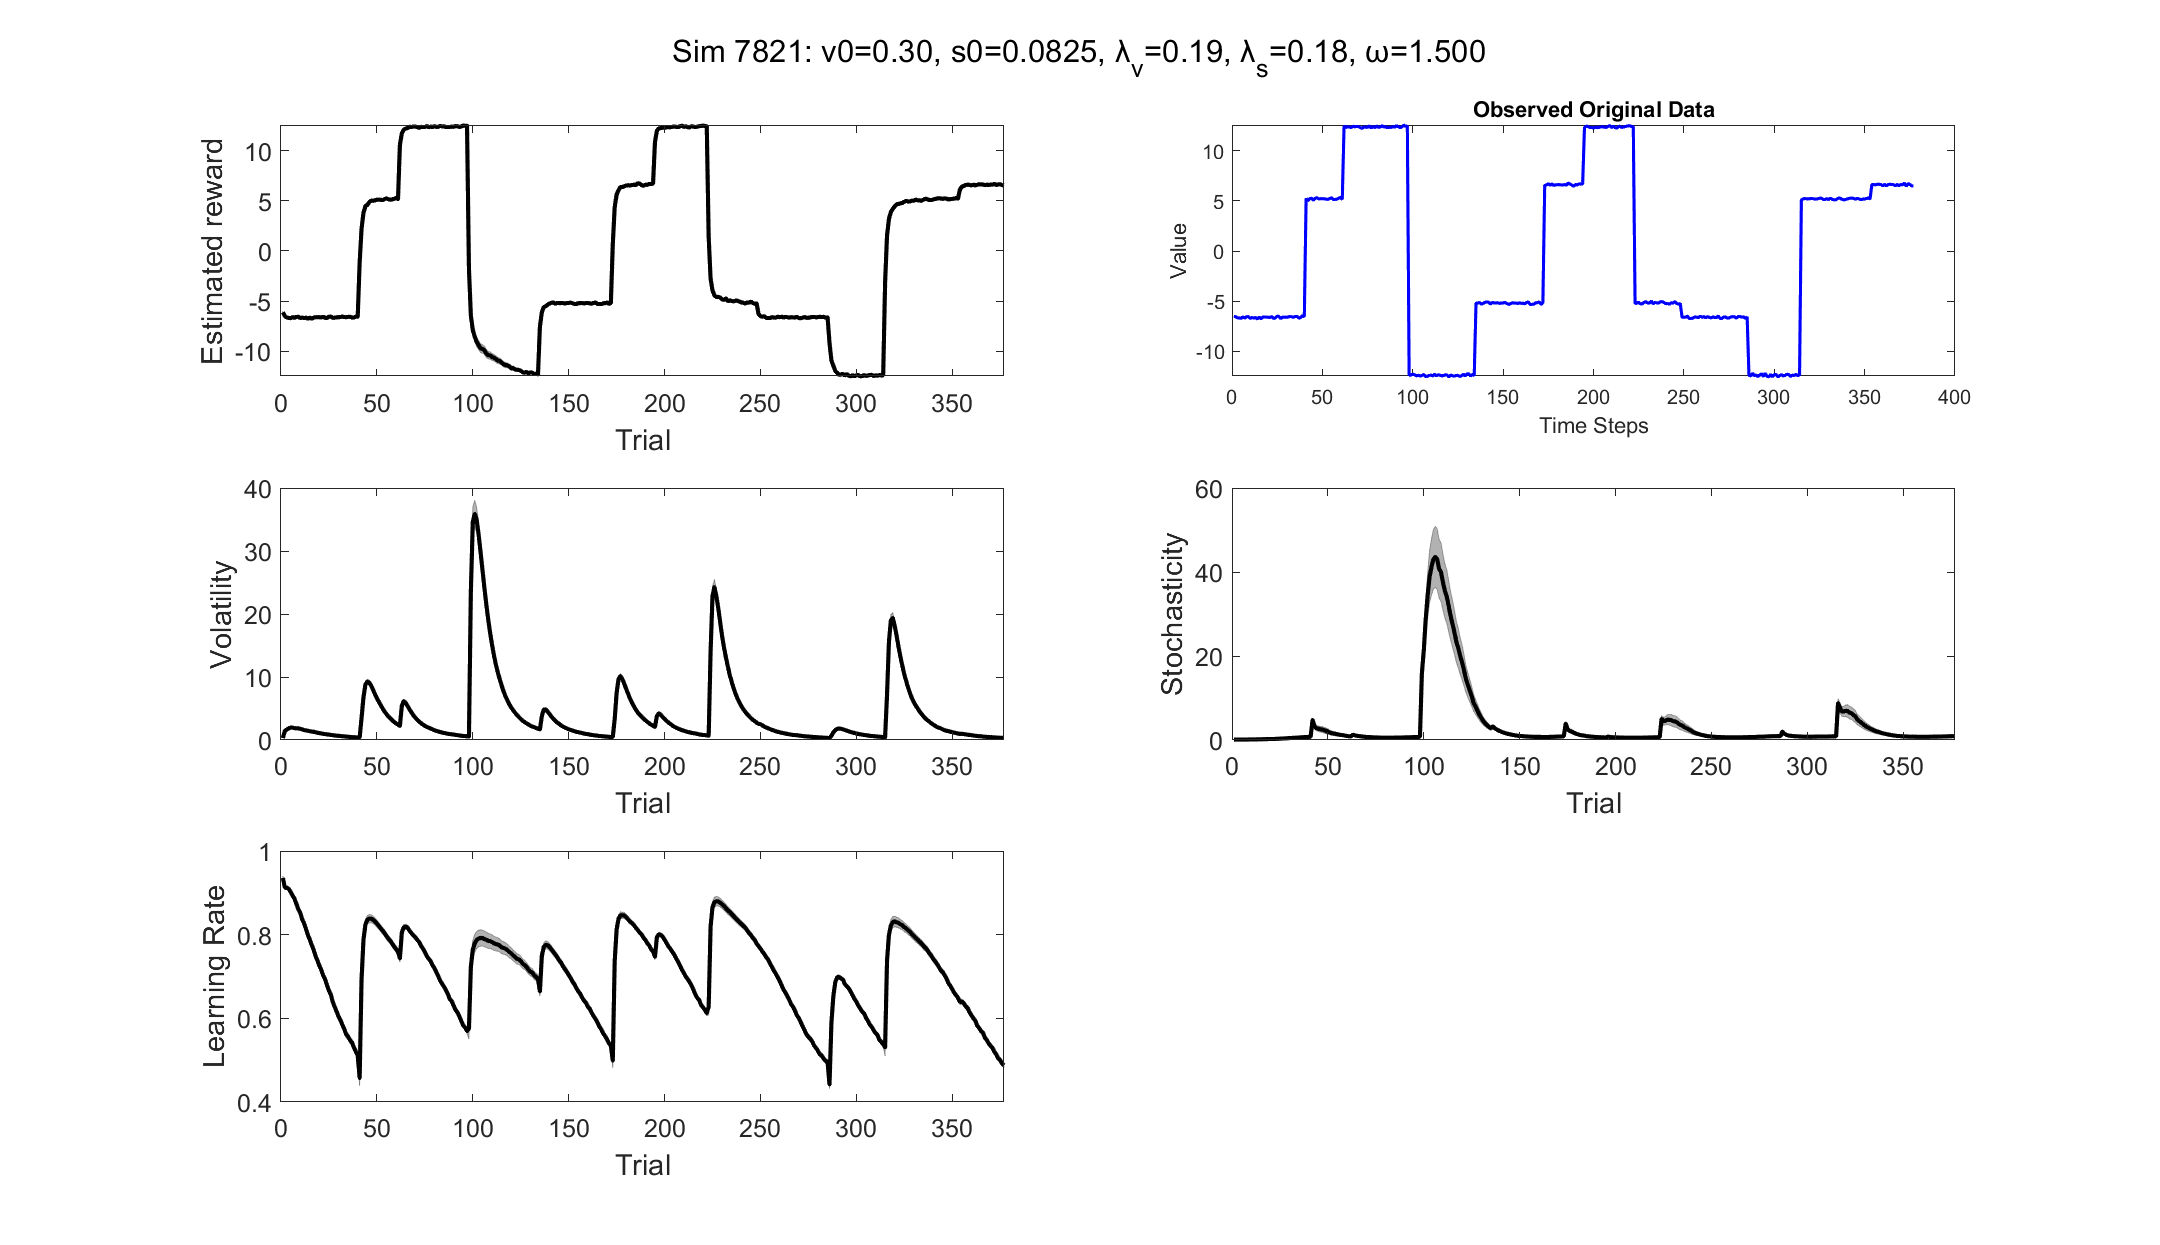 Sim 7821: v0=0.30, s0=0.0825, λ_v=0.19, λ_s=0.18, ω=1.500
Estimated reward
10
5
0
-5
-10
0 50 100 150 200 250 300 350
Trial
Observed Original Data
Value
10
5
0
-5
-10
0 50 100 150 200 250 300 350 400
Time Steps
Volatility
40
30
20
10
0
0 50 100 150 200 250 300 350
Trial
Stochasticity
60
40
20
0
0 50 100 150 200 250 300 350
Trial
Learning Rate
1
0.8
0.6
0.4
0 50 100 150 200 250 300 350
Trial